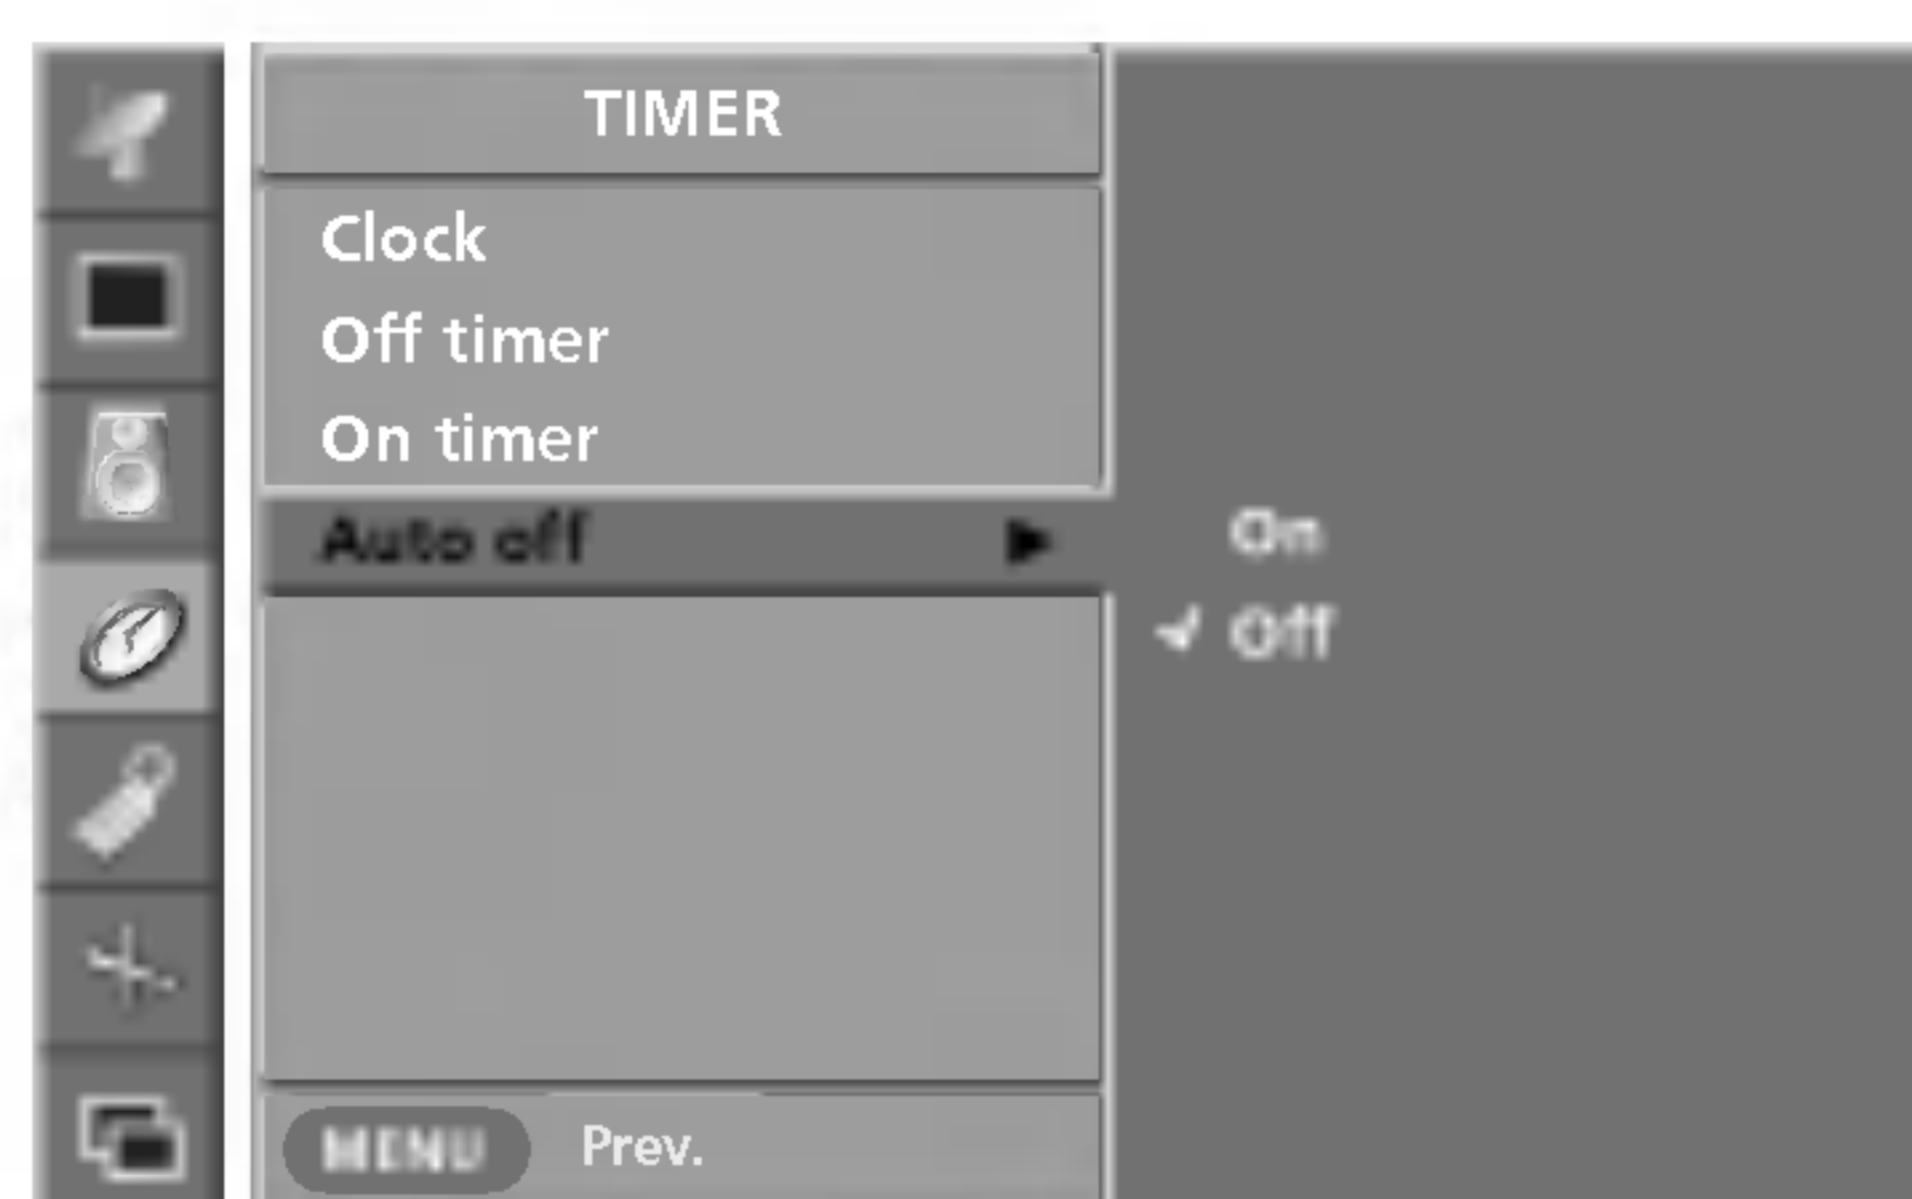 TIMER
Clock
Off timer
On timer
Auto off ▶ On
✓ Off
MENU Prev.